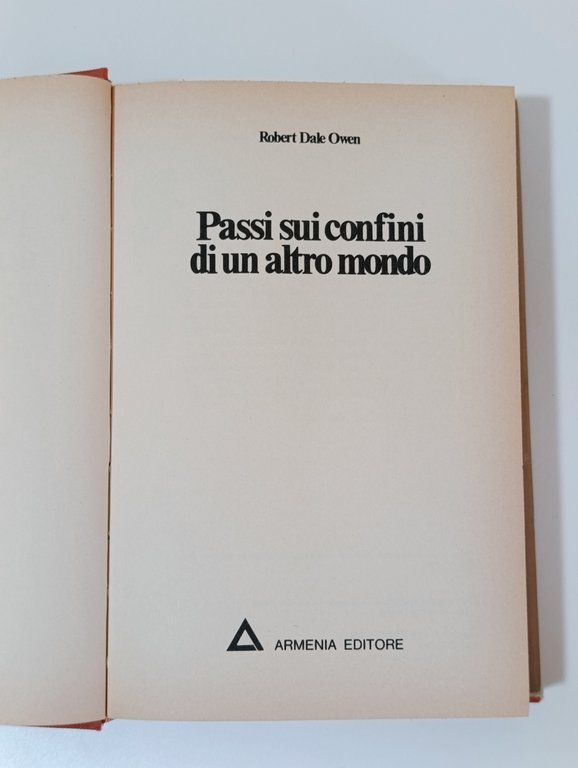 Robert Dale Owen
Passi sui confini
di un altro mondo
ARMENIA EDITORE